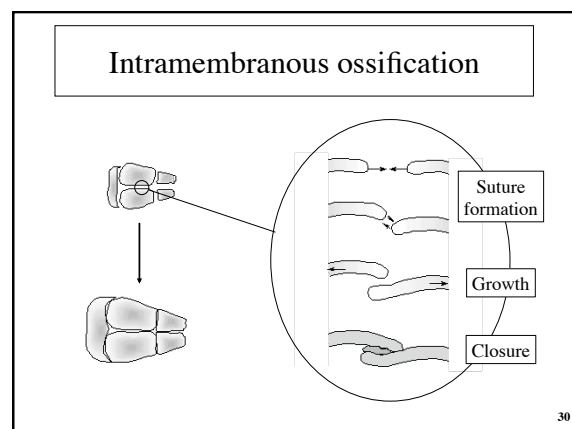 Intramembranous ossification
Suture
formation
Growth
Closure
30